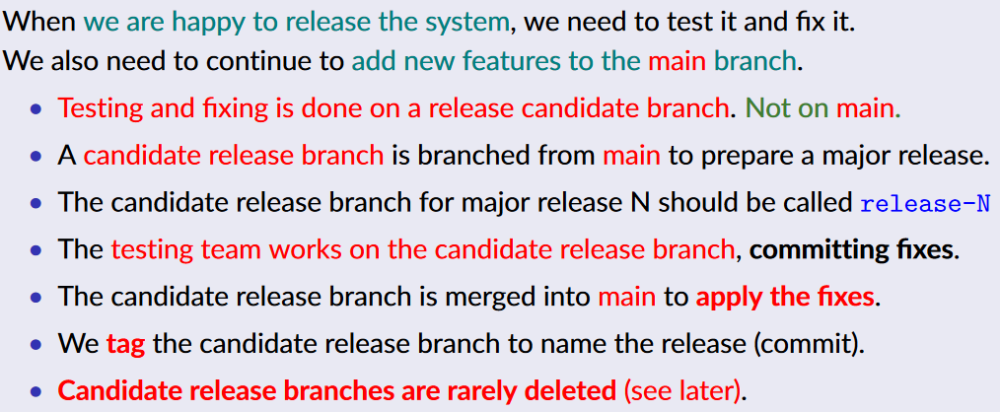 When we are happy to release the system, we need to test it and fix it.
We also need to continue to add new features to the main branch.
• Testing and fixing is done on a release candidate branch. Not on main.
• A candidate release branch is branched from main to prepare a major release.
• The candidate release branch for major release N should be called release-N
• The testing team works on the candidate release branch, committing fixes.
• The candidate release branch is merged into main to apply the fixes.
• We tag the candidate release branch to name the release (commit).
• Candidate release branches are rarely deleted (see later).